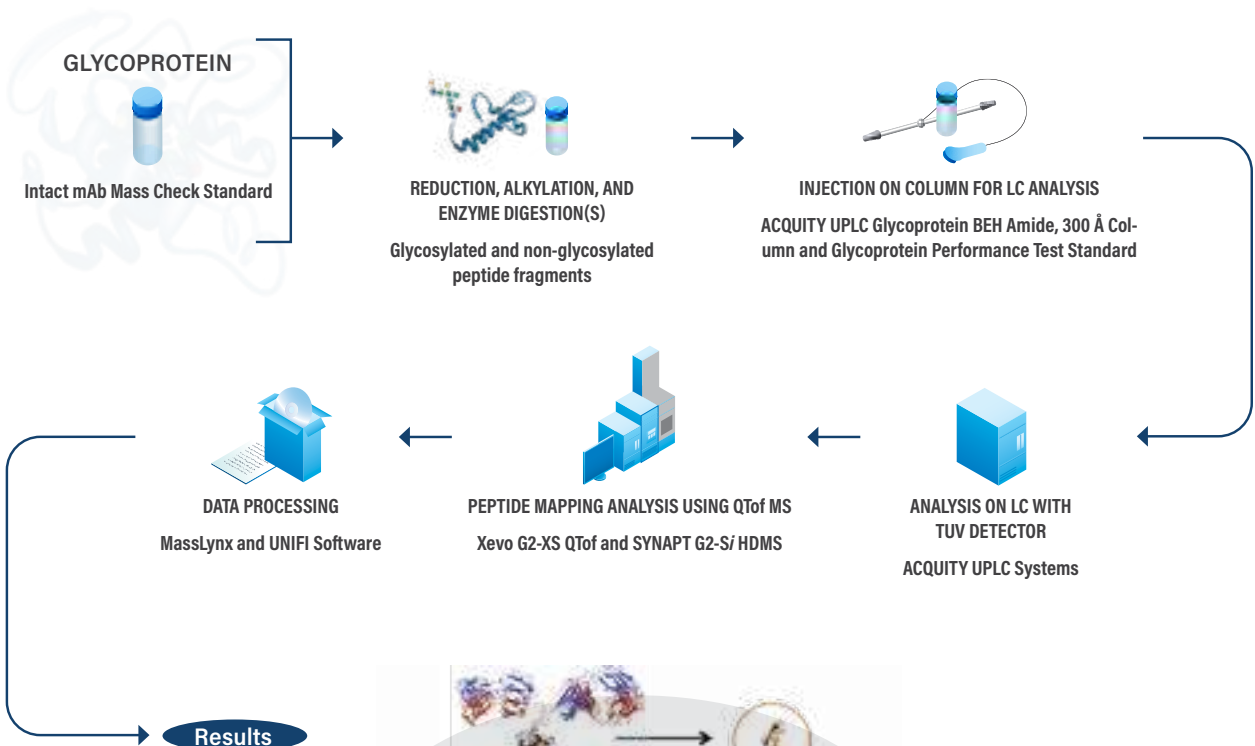 GLYCOPROTEIN
Intact mAb Mass Check Standard
REDUCTION, ALKYLATION, AND
ENZYME DIGESTION(S)
Glycosylated and non-glycosylated
peptide fragments
INJECTION ON COLUMN FOR LC ANALYSIS
ACQUITY UPLC Glycoprotein BEH Amide, 300 Å Col-
umn and Glycoprotein Performance Test Standard
ANALYSIS ON LC WITH
TUV DETECTOR
ACQUITY UPLC Systems
PEPTIDE MAPPING ANALYSIS USING QTof MS
Xevo G2-XS QTof and SYNAPT G2-Si HDMS
DATA PROCESSING
MassLynx and UNIFI Software
Results